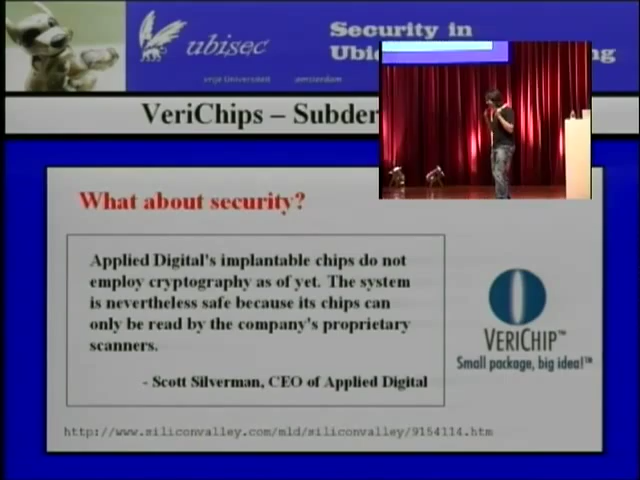 ubisec
Security in
vrije Universiteit amsterdam
VeriChips – Subder
What about security?
Applied Digital's implantable chips do not
employ cryptography as of yet. The system
is nevertheless safe because its chips can
only be read by the company's proprietary
scanners.
- Scott Silverman, CEO of Applied Digital
VERICHIP™
Small package, big idea!™
http://www.siliconvalley.com/mld/siliconvalley/9154114.htm